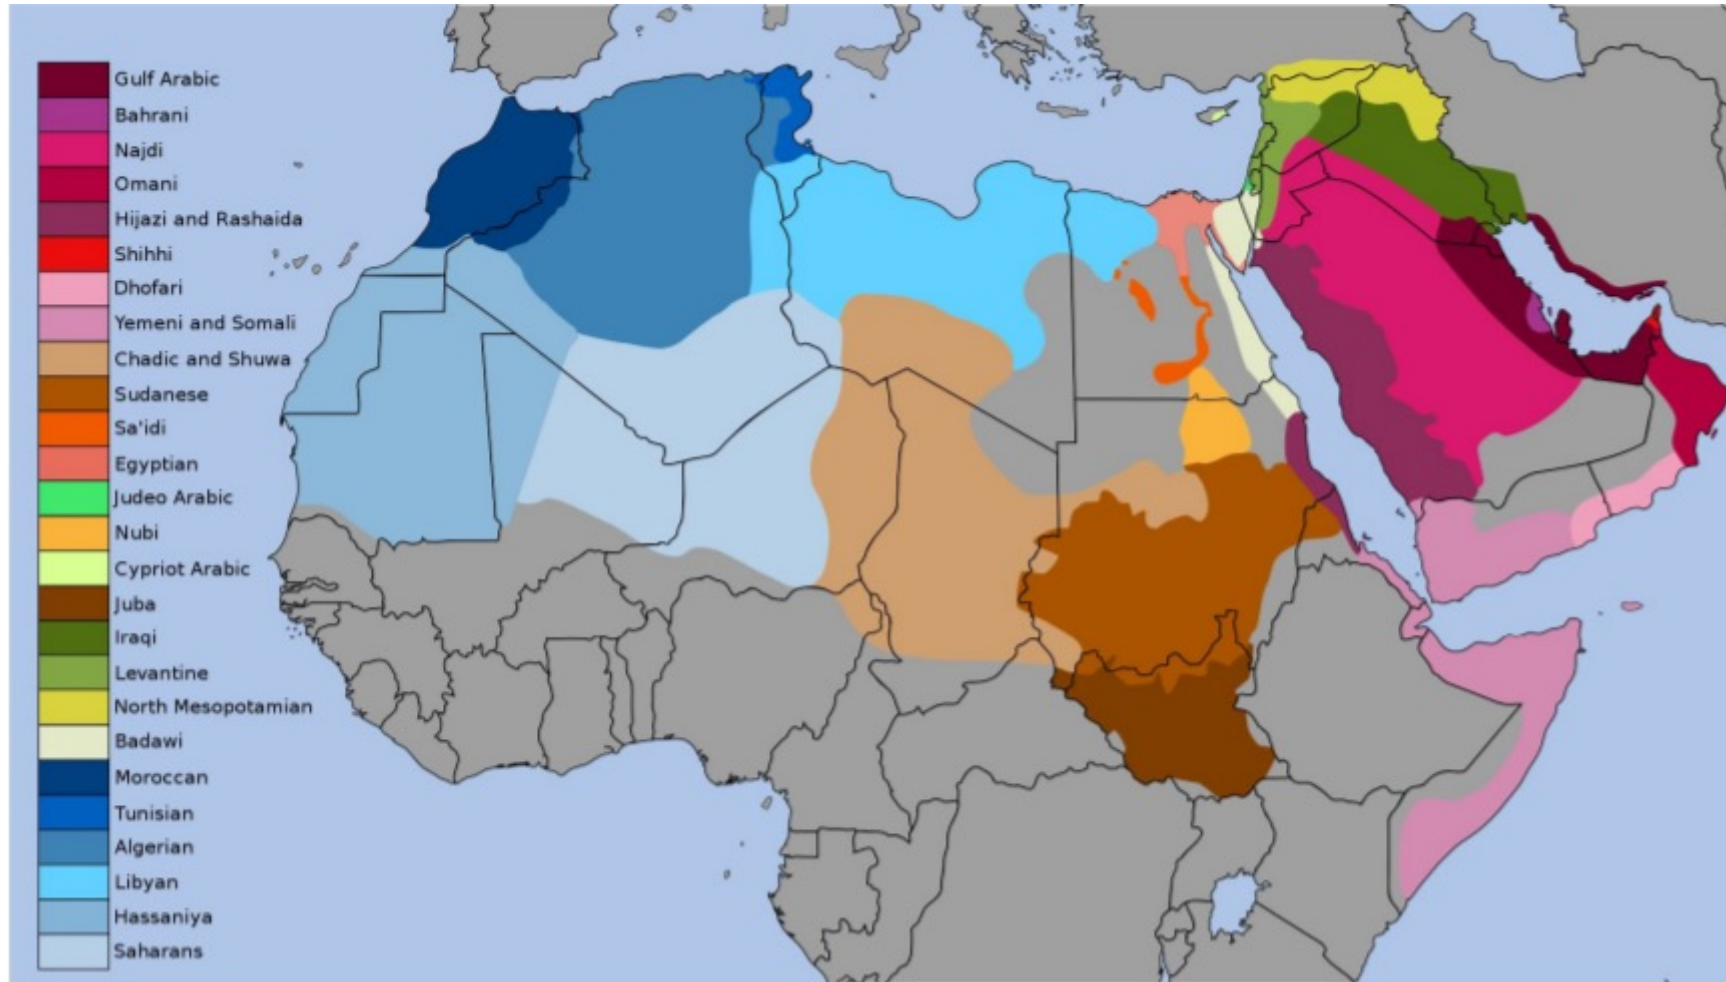 Gulf Arabic
Bahrani
Najdi
Omani
Hijazi and Rashaida
Shihhi
Dhofari
Yemeni and Somali
Chadic and Shuwa
Sudanese
Sa'idi
Egyptian
Judeo Arabic
Nubi
Cypriot Arabic
Juba
Iraqi
Levantine
North Mesopotamian
Badawi
Moroccan
Tunisian
Algerian
Libyan
Hassaniya
Saharans